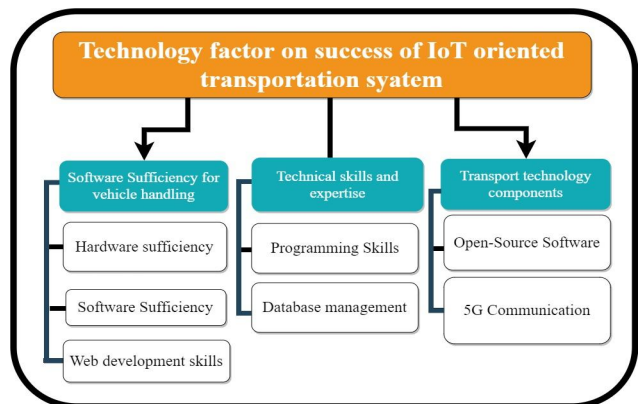 Technology factor on success of IoT oriented
transportation syatem
Software Sufficiency for
vehicle handling
Hardware sufficiency
Software Sufficiency
Web development skills
Technical skills and
expertise
Programming Skills
Database management
Transport technology
components
Open-Source Software
5G Communication